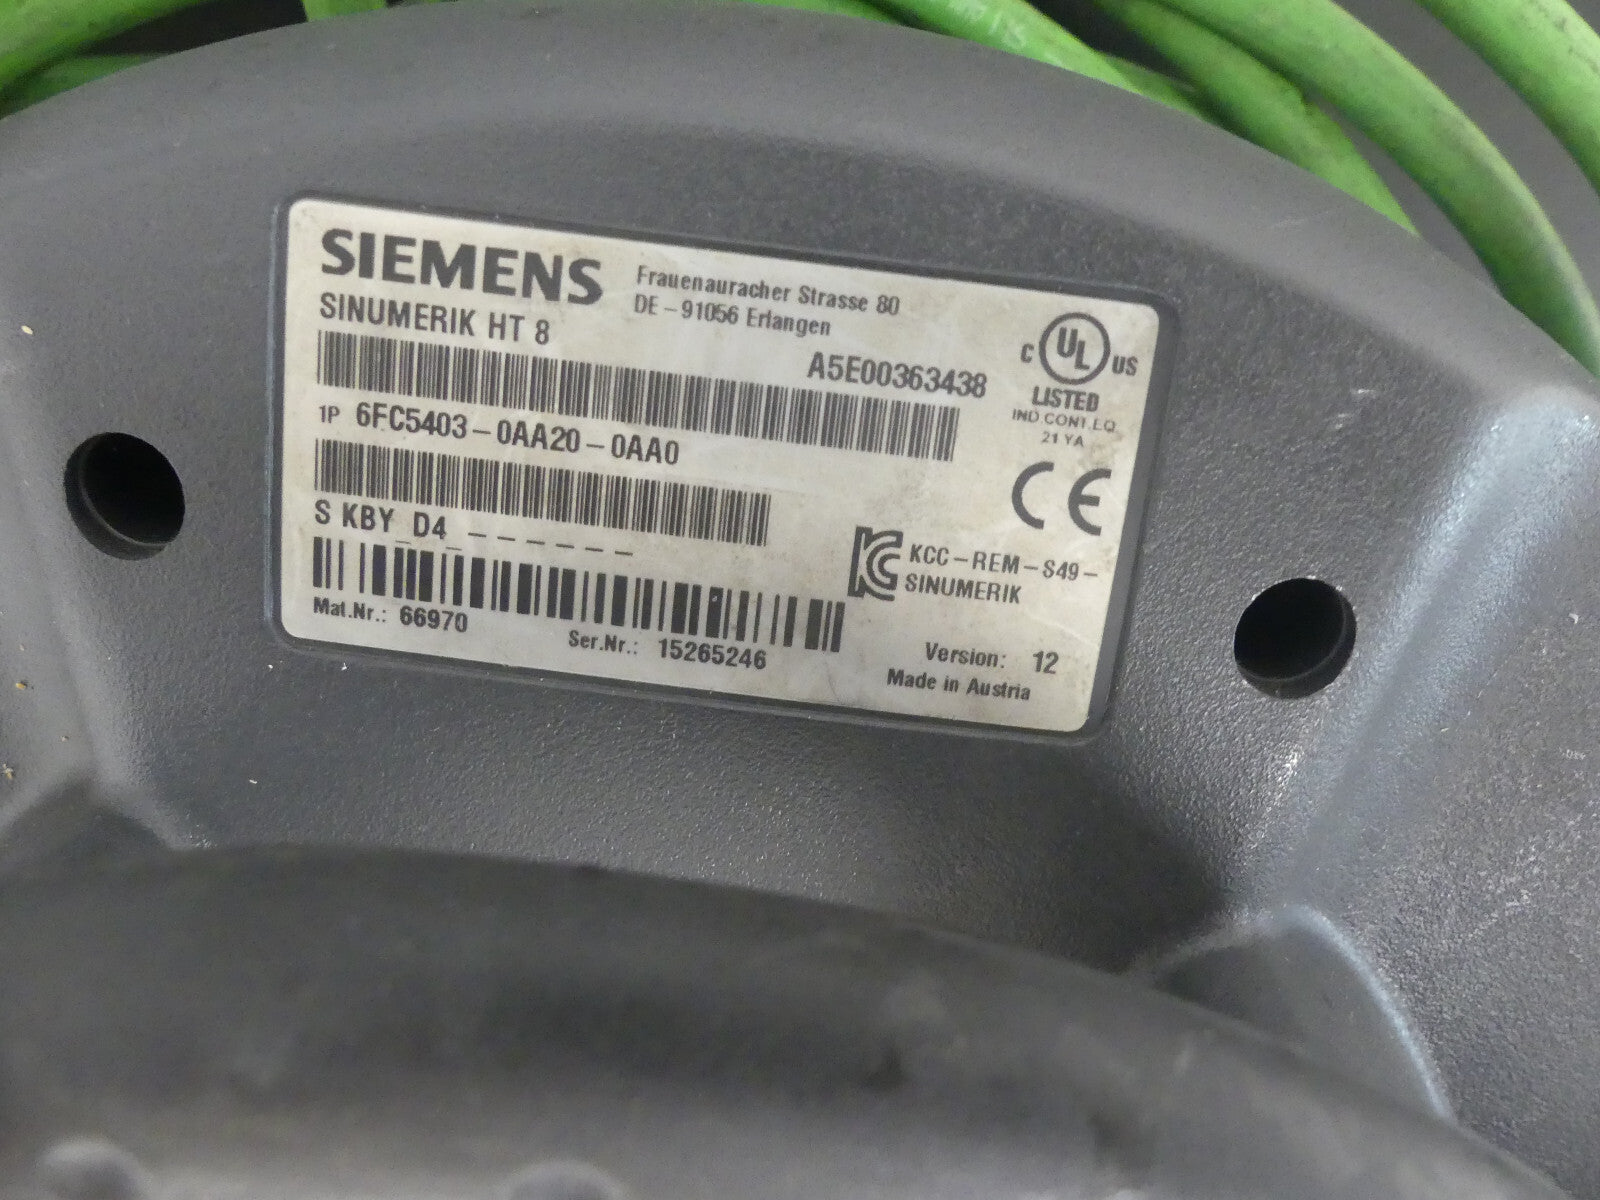 SIEMENS
Frauenauracher Strasse 80
DE-91056 Erlangen
SINUMERIK HT 8
A5E00363438
C UL US
LISTED
IND.CONT.EQ.
21 YA
1P 6FC5403-0AA20-0AA0
CE
S KBY_D4_ ______
KCC-REM-S49-
SINUMERIK
Mat.Nr.: 66970
Ser.Nr.: 15265246
Version: 12
Made in Austria